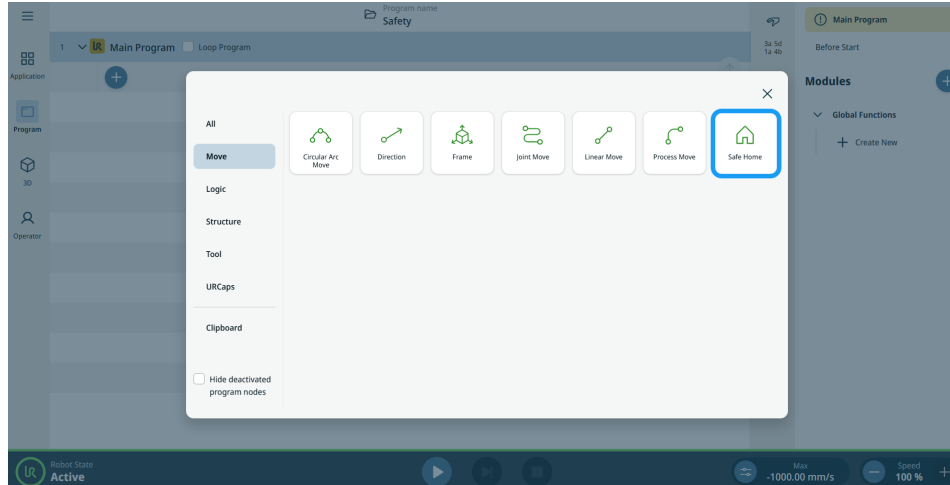 Program name
Safety
1 Main Program Loop Program
Application
Program
3D
Operator
3a 5d
1a 4b
Main Program
Before Start
Modules
Global Functions
Create New
All
Move
Logic
Structure
Tool
URCaps
Clipboard
Hide deactivated
program nodes
Circular Arc
Move
Direction
Frame
Joint Move
Linear Move
Process Move
Safe Home
Robot State
Active
Max
-1000.00 mm/s
Speed
100 %